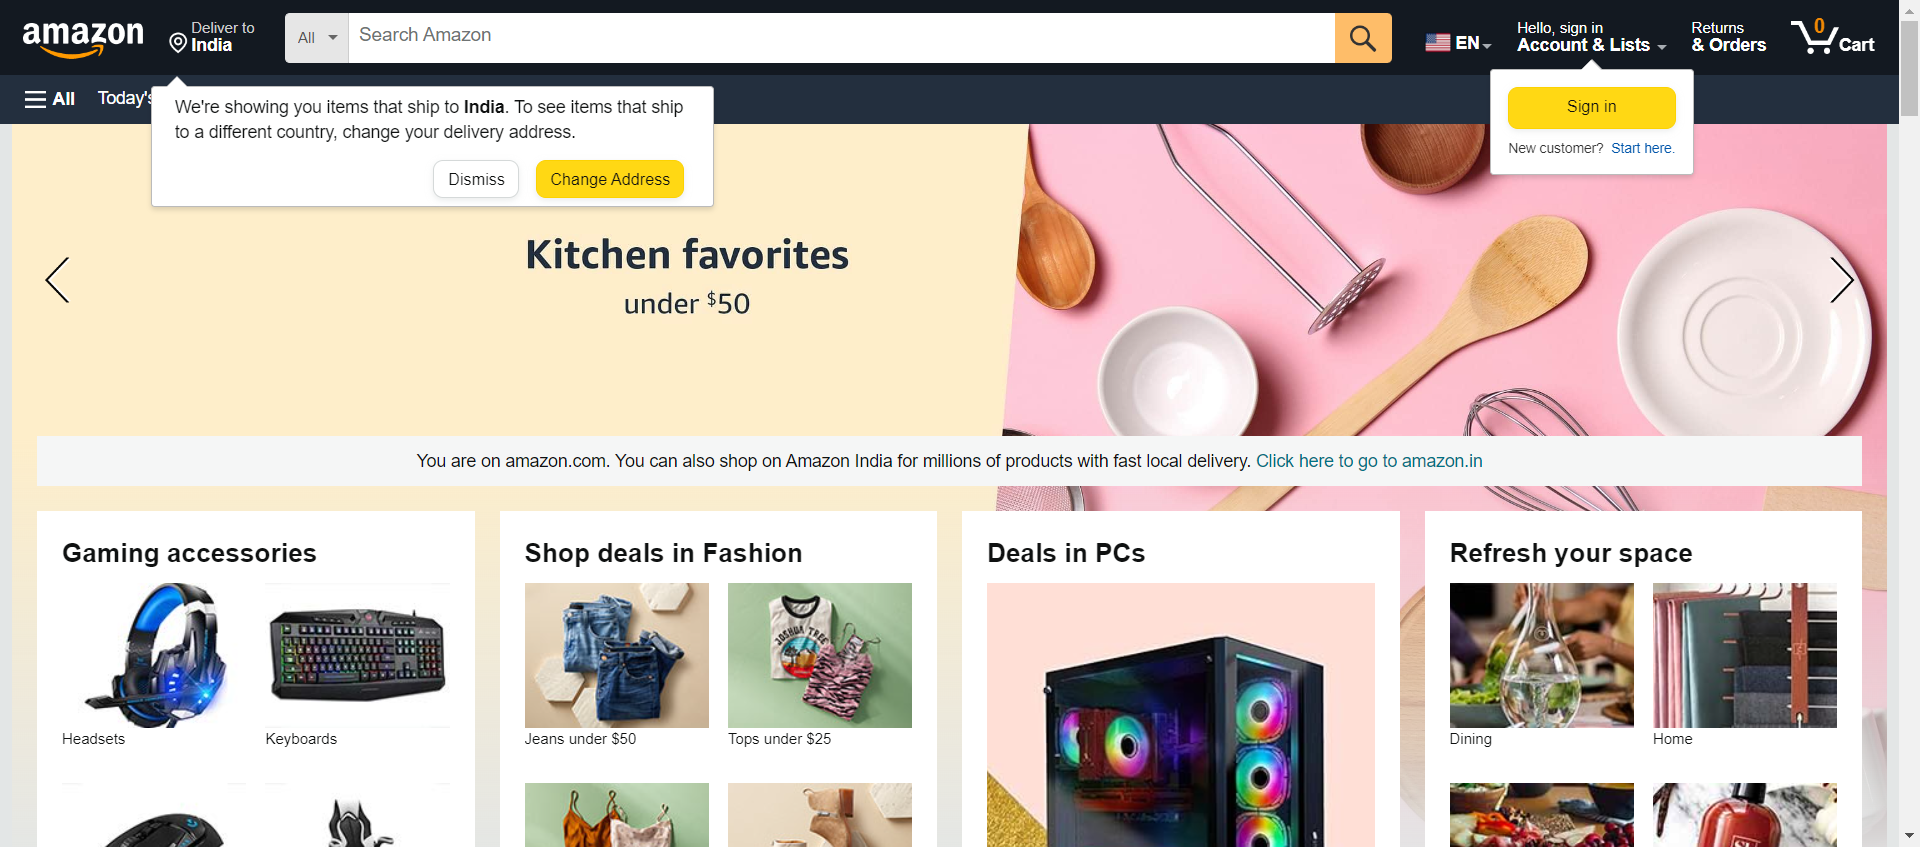 amazon
Deliver to
India
All
Search Amazon
EN
Hello, sign in
Account & Lists
Returns
& Orders
0
Cart
All
Today's
We're showing you items that ship to India. To see items that ship
to a different country, change your delivery address.
Dismiss
Change Address
Sign in
New customer? Start here.
Kitchen favorites
under $50
You are on amazon.com. You can also shop on Amazon India for millions of products with fast local delivery. Click here to go to amazon.in
Gaming accessories
Headsets
Keyboards
Shop deals in Fashion
JOSHUA TREE
Jeans under $50
Tops under $25
Deals in PCs
Refresh your space
Dining
Home